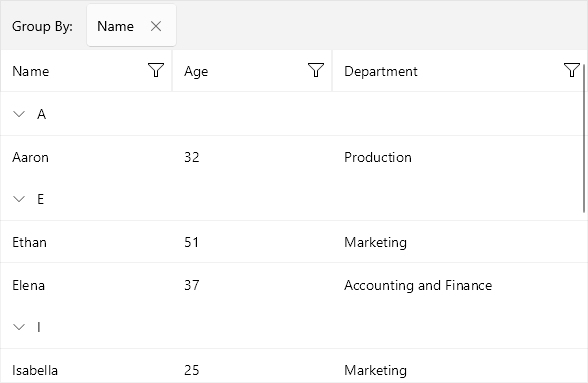 Group By: Name
Name Age Department
A
Aaron 32 Production
E
Ethan 51 Marketing
Elena 37 Accounting and Finance
I
Isabella 25 Marketing